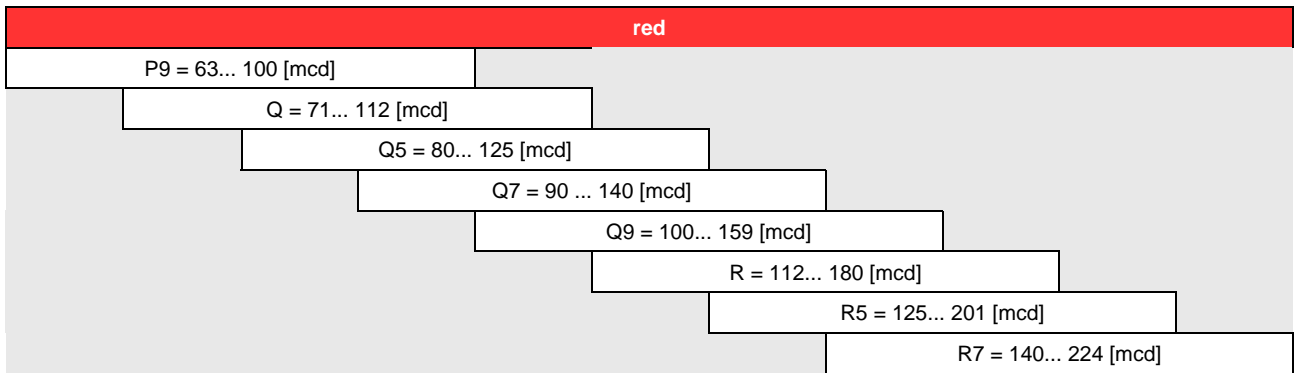 red
P9 = 63... 100 [mcd]
Q = 71... 112 [mcd]
Q5 = 80... 125 [mcd]
Q7 = 90 ... 140 [mcd]
Q9 = 100... 159 [mcd]
R = 112... 180 [mcd]
R5 = 125... 201 [mcd]
R7 = 140... 224 [mcd]